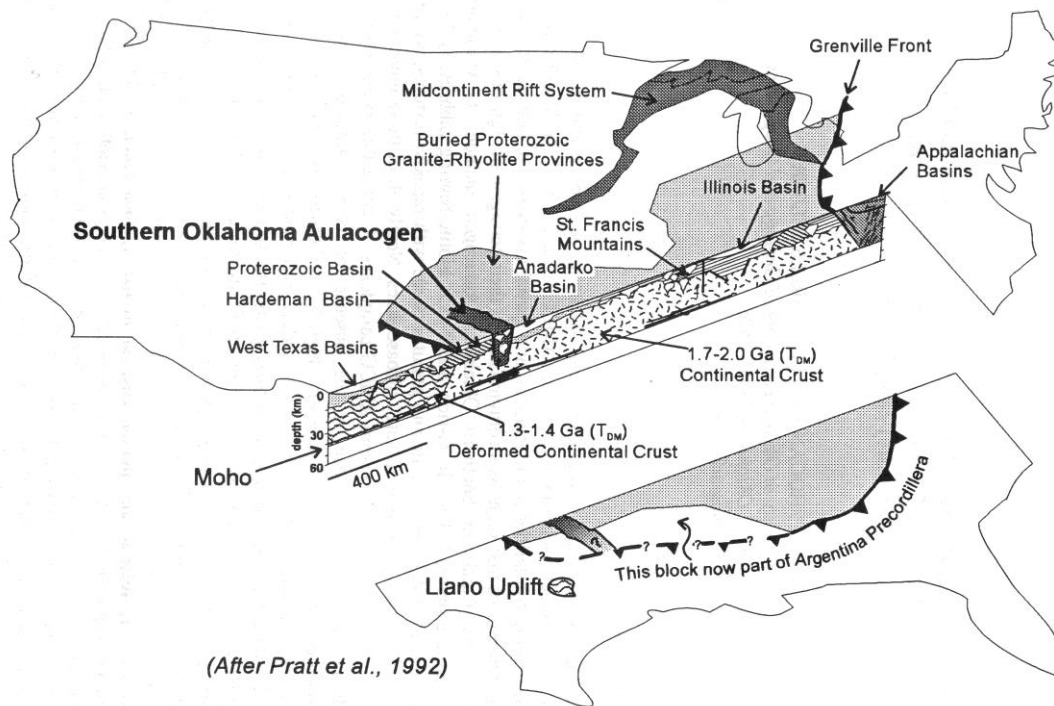 Grenville Front
Midcontinent Rift System
Appalachian
Basins
Buried Proterozoic
Granite-Rhyolite Provinces
Illinois Basin
St. Francis
Mountains
Southern Oklahoma Aulacogen
Anadarko
Basin
Proterozoic Basin
Hardeman Basin
West Texas Basins
1.7-2.0 Ga (TDM)
Continental Crust
0
depth (km)
30
60
1.3-1.4 Ga (TDM)
Deformed Continental Crust
Moho
400 km
? ? ? ? ?
This block now part of Argentina Precordillera
Llano Uplift
(After Pratt et al., 1992)